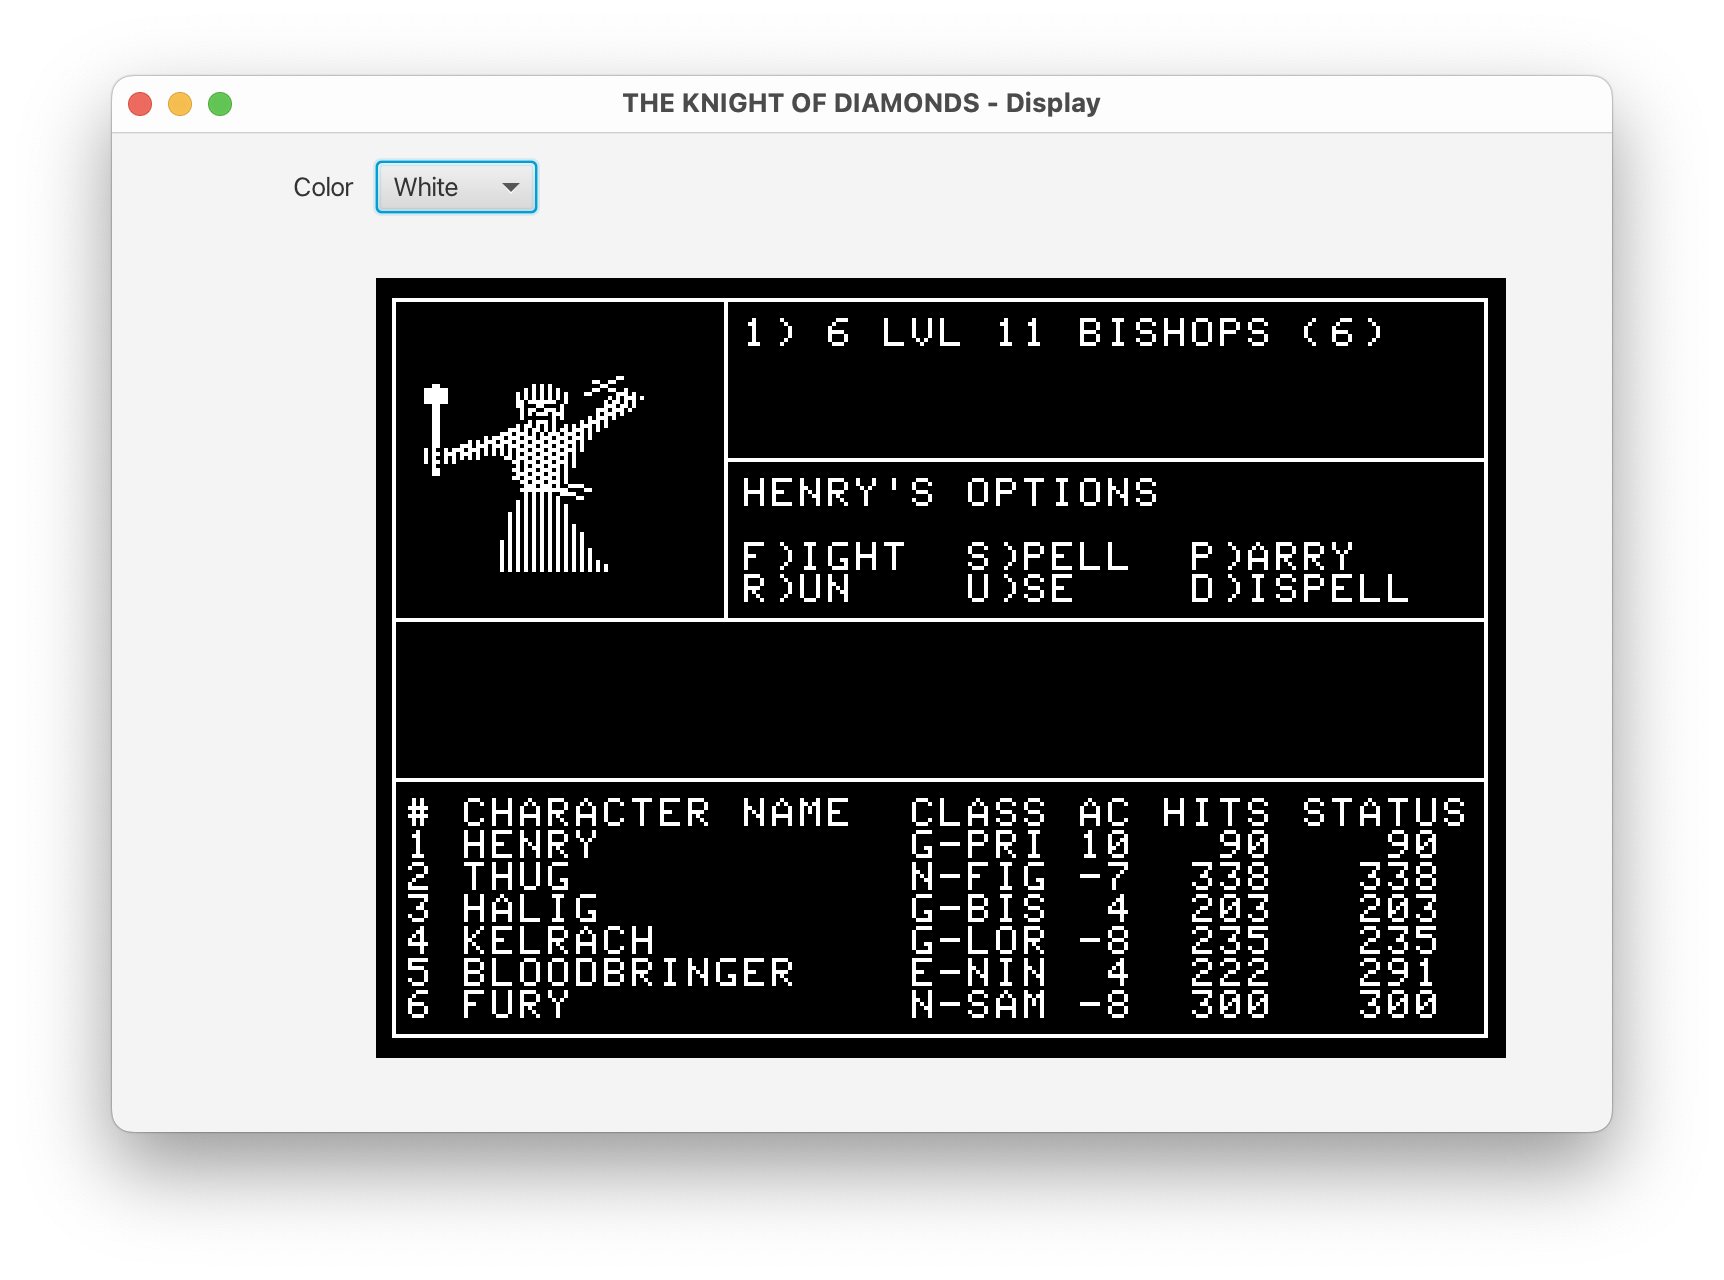 THE KNIGHT OF DIAMONDS - Display
Color White
1) 6 LVL 11 BISHOPS (6)
HENRY'S OPTIONS
F)IGHT S)PELL P)ARRY
R)UN U)SE D)ISPELL
# CHARACTER NAME CLASS AC HITS STATUS
1 HENRY G-PRI 10 90 90
2 THUG N-FIG -7 338 338
3 HALIG G-BIS 4 203 203
4 KELRACH G-LOR -8 235 235
5 BLOODBRINGER E-NIN 4 222 291
6 FURY N-SAM -8 300 300